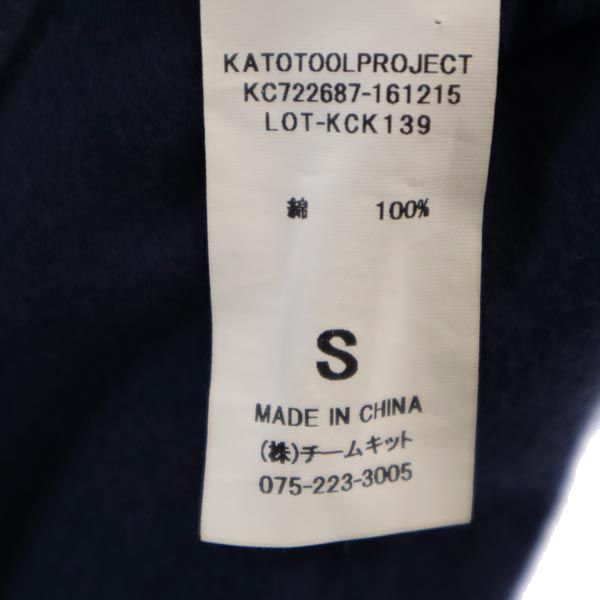 KATOTOOLPROJECT
KC722687-161215
LOT-KCK139
綿 100%
S
MADE IN CHINA
(株)チームキット
075-223-3005